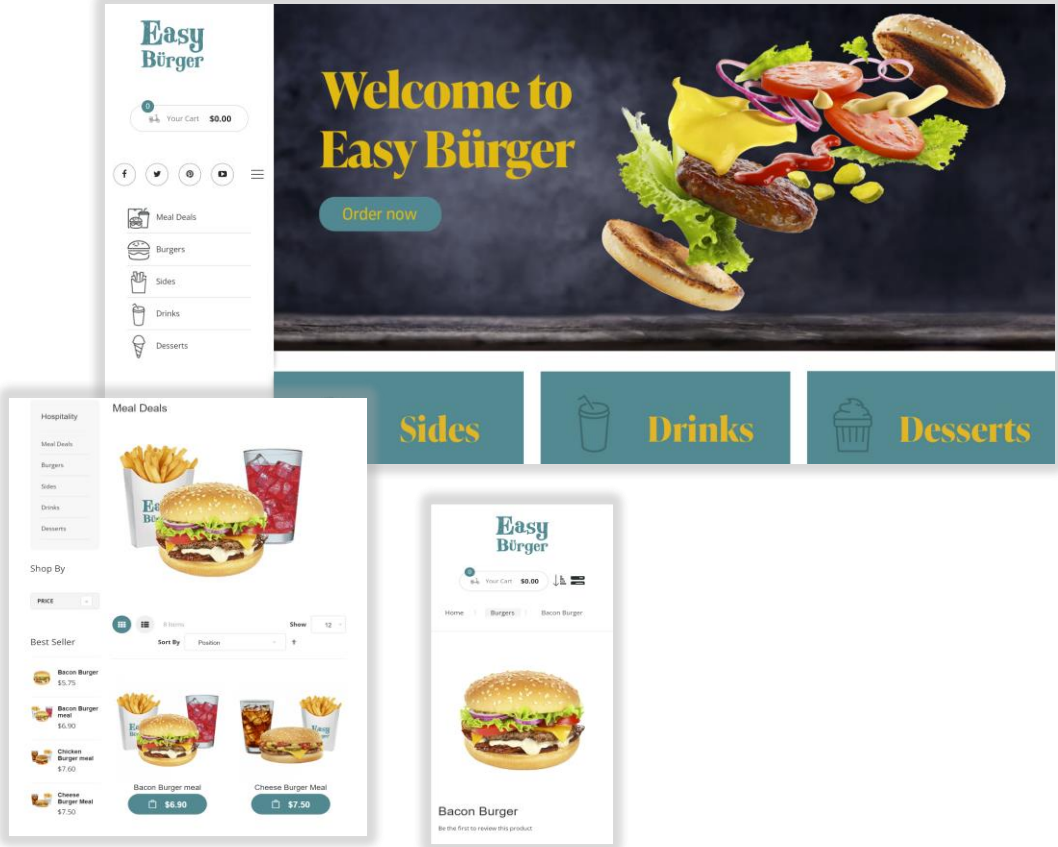 Easy
Bürger
0
Your Cart $0.00
Meal Deals
Burgers
Sides
Drinks
Desserts
Welcome to
Easy Bürger
Order now
Sides
Drinks
Desserts
Hospitality
Meal Deals
Burgers
Sides
Drinks
Desserts
Shop By
PRICE
Best Seller
Bacon Burger
$5.75
Bacon Burger
meal
$6.90
Chicken
Burger meal
$7.60
Cheese
Burger Meal
$7.50
Meal Deals
8 Items
Show 12
Sort By Position
Bacon Burger meal
$6.90
Cheese Burger Meal
$7.50
Easy
Bürger
0
Your Cart $0.00
Home Burgers Bacon Burger
Bacon Burger
Be the first to review this product